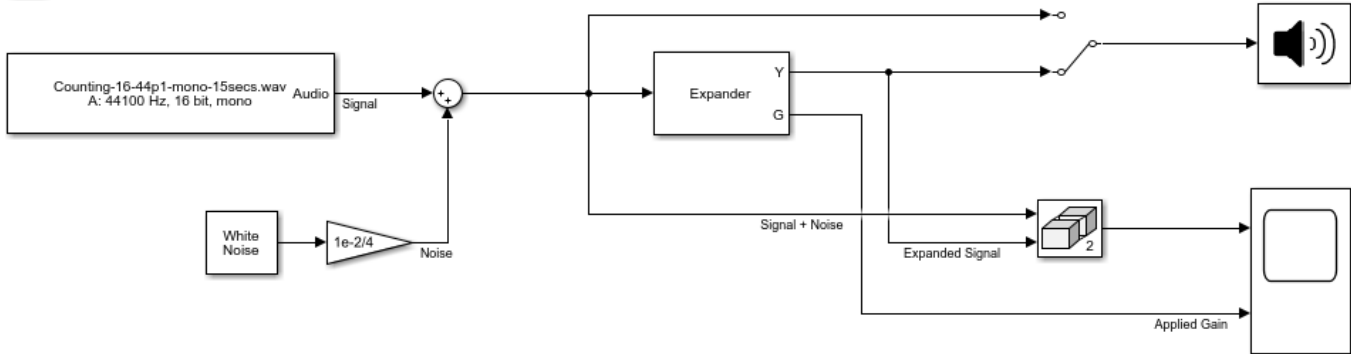 Counting-16-44p1-mono-15secs.wav
A: 44100 Hz, 16 bit, mono
Audio
Signal
+
+
Expander
Y
G
White
Noise
1e-2/4
Noise
Signal + Noise
Expanded Signal
2
Applied Gain